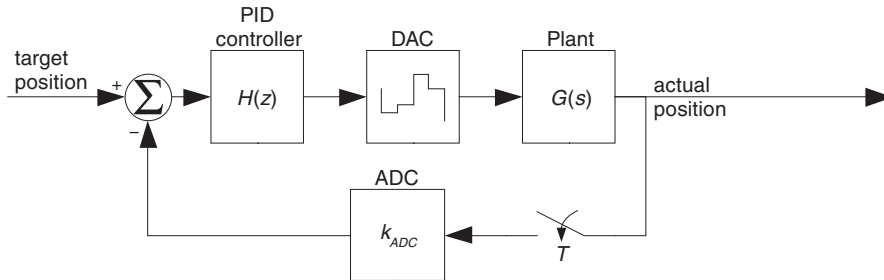 PID
controller
DAC
Plant
target
position
+
Σ
−
H(z)
G(s)
actual
position
ADC
k_ADC
T